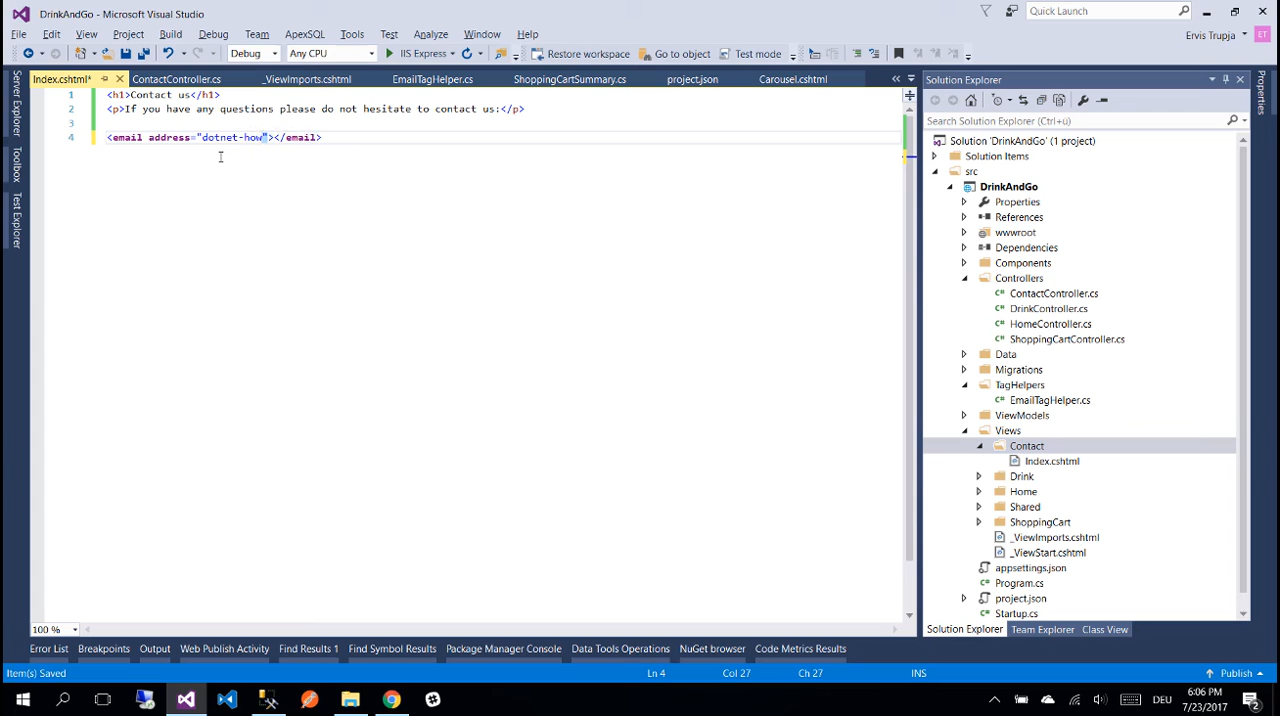 DrinkAndGo - Microsoft Visual Studio
Quick Launch
File Edit View Project Build Debug Team ApexSQL Tools Test Analyze Window Help
Ervis Trupja ET
Debug Any CPU IIS Express Restore workspace Go to object Test mode
Index.cshtml* ContactController.cs _ViewImports.cshtml EmailTagHelper.cs ShoppingCartSummary.cs project.json Carousel.cshtml
1 <h1>Contact us</h1>
2 <p>If you have any questions please do not hesitate to contact us:</p>
3
4 <email address="dotnet-how"></email>
Server Explorer
Toolbox
Test Explorer
Solution Explorer
Search Solution Explorer (Ctrl+ü)
Solution 'DrinkAndGo' (1 project)
Solution Items
src
DrinkAndGo
Properties
References
wwwroot
Dependencies
Components
Controllers
C# ContactController.cs
C# DrinkController.cs
C# HomeController.cs
C# ShoppingCartController.cs
Data
Migrations
TagHelpers
C# EmailTagHelper.cs
ViewModels
Views
Contact
Index.cshtml
Drink
Home
Shared
ShoppingCart
_ViewImports.cshtml
_ViewStart.cshtml
appsettings.json
C# Program.cs
project.json
C# Startup.cs
Solution Explorer Team Explorer Class View
Properties
100 %
Error List Breakpoints Output Web Publish Activity Find Results 1 Find Symbol Results Package Manager Console Data Tools Operations NuGet browser Code Metrics Results
Item(s) Saved Ln 4 Col 27 Ch 27 INS Publish
DEU
6:06 PM
7/23/2017
2